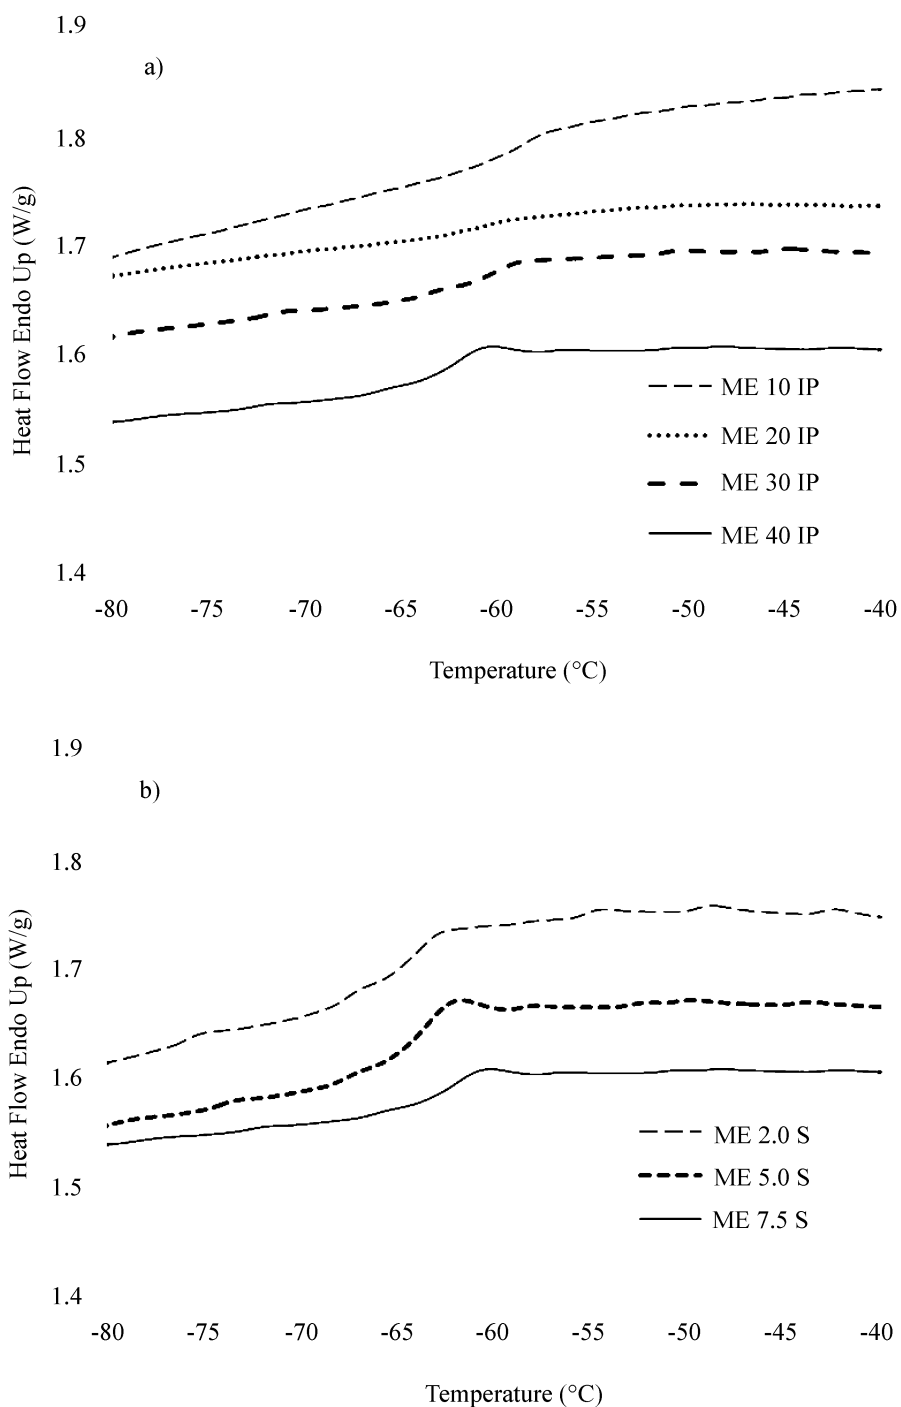 1.9
a)
1.8
1.7
1.6
1.5
1.4
Heat Flow Endo Up (W/g)
ME 10 IP
ME 20 IP
ME 30 IP
ME 40 IP
-80 -75 -70 -65 -60 -55 -50 -45 -40
Temperature (°C)
1.9
b)
1.8
1.7
1.6
1.5
1.4
Heat Flow Endo Up (W/g)
ME 2.0 S
ME 5.0 S
ME 7.5 S
-80 -75 -70 -65 -60 -55 -50 -45 -40
Temperature (°C)